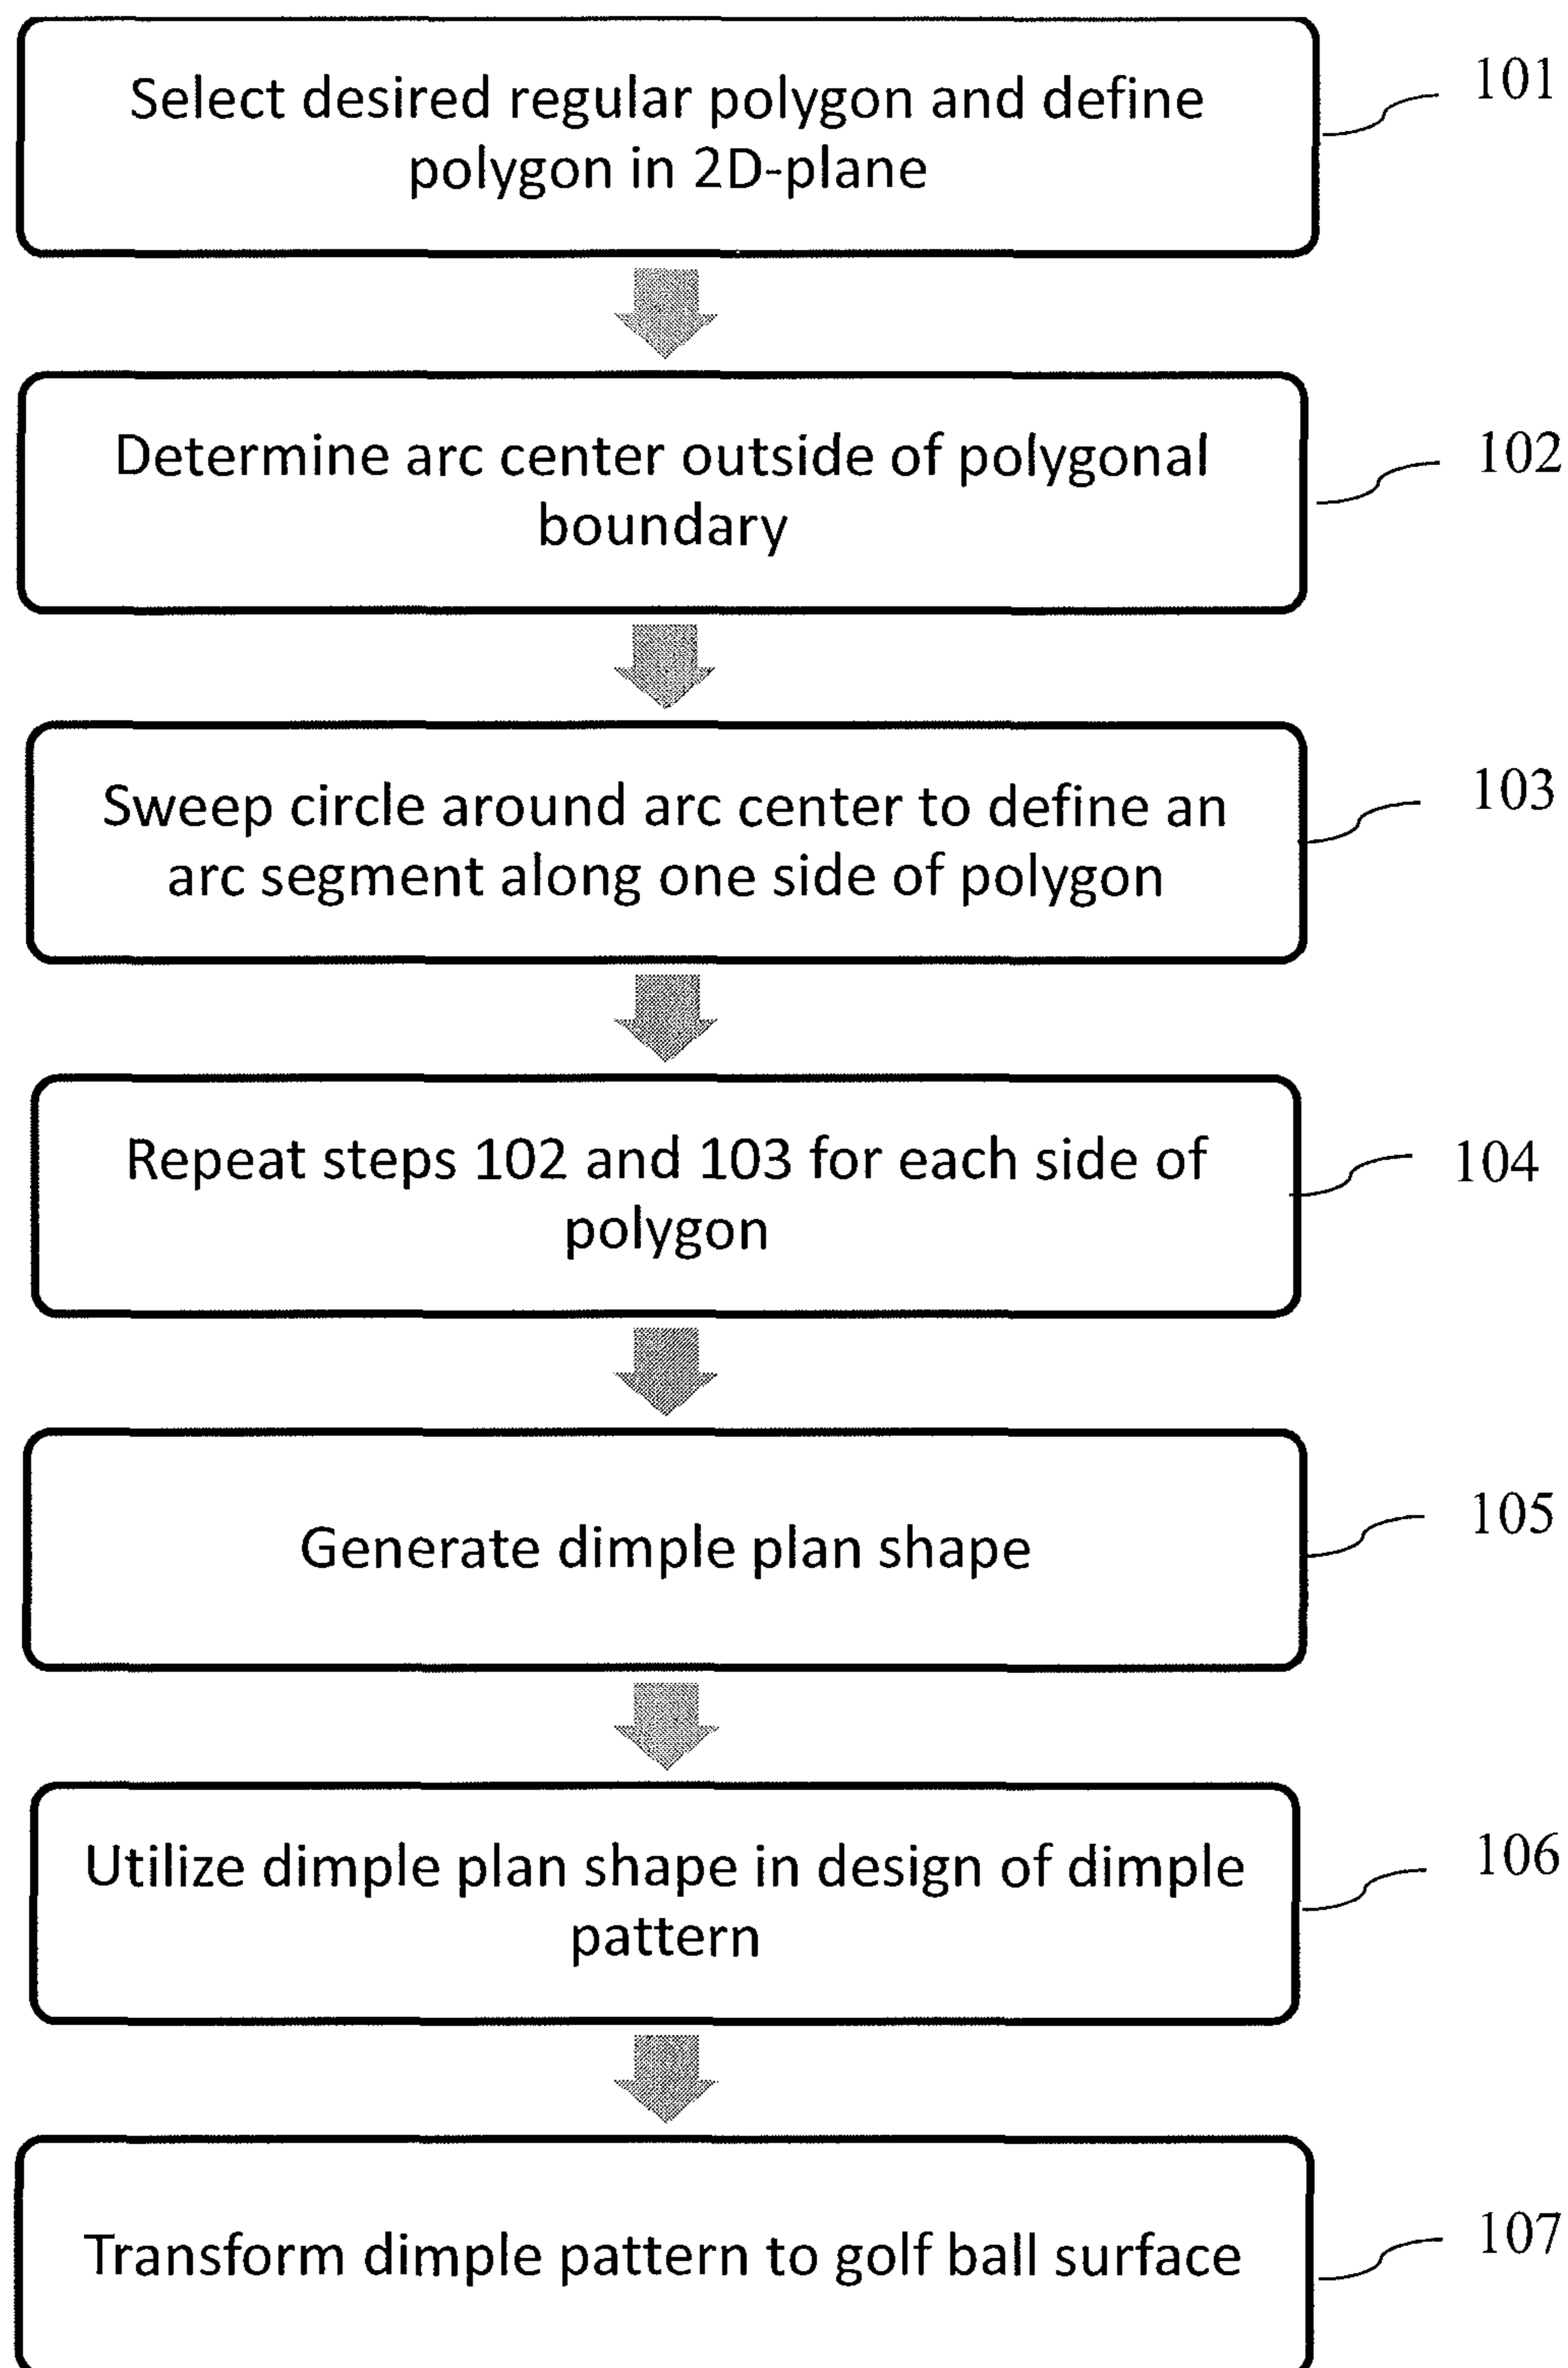 Select desired regular polygon and define
polygon in 2D-plane
101
Determine arc center outside of polygonal
boundary
102
Sweep circle around arc center to define an
arc segment along one side of polygon
103
Repeat steps 102 and 103 for each side of
polygon
104
Generate dimple plan shape
105
Utilize dimple plan shape in design of dimple
pattern
106
Transform dimple pattern to golf ball surface
107